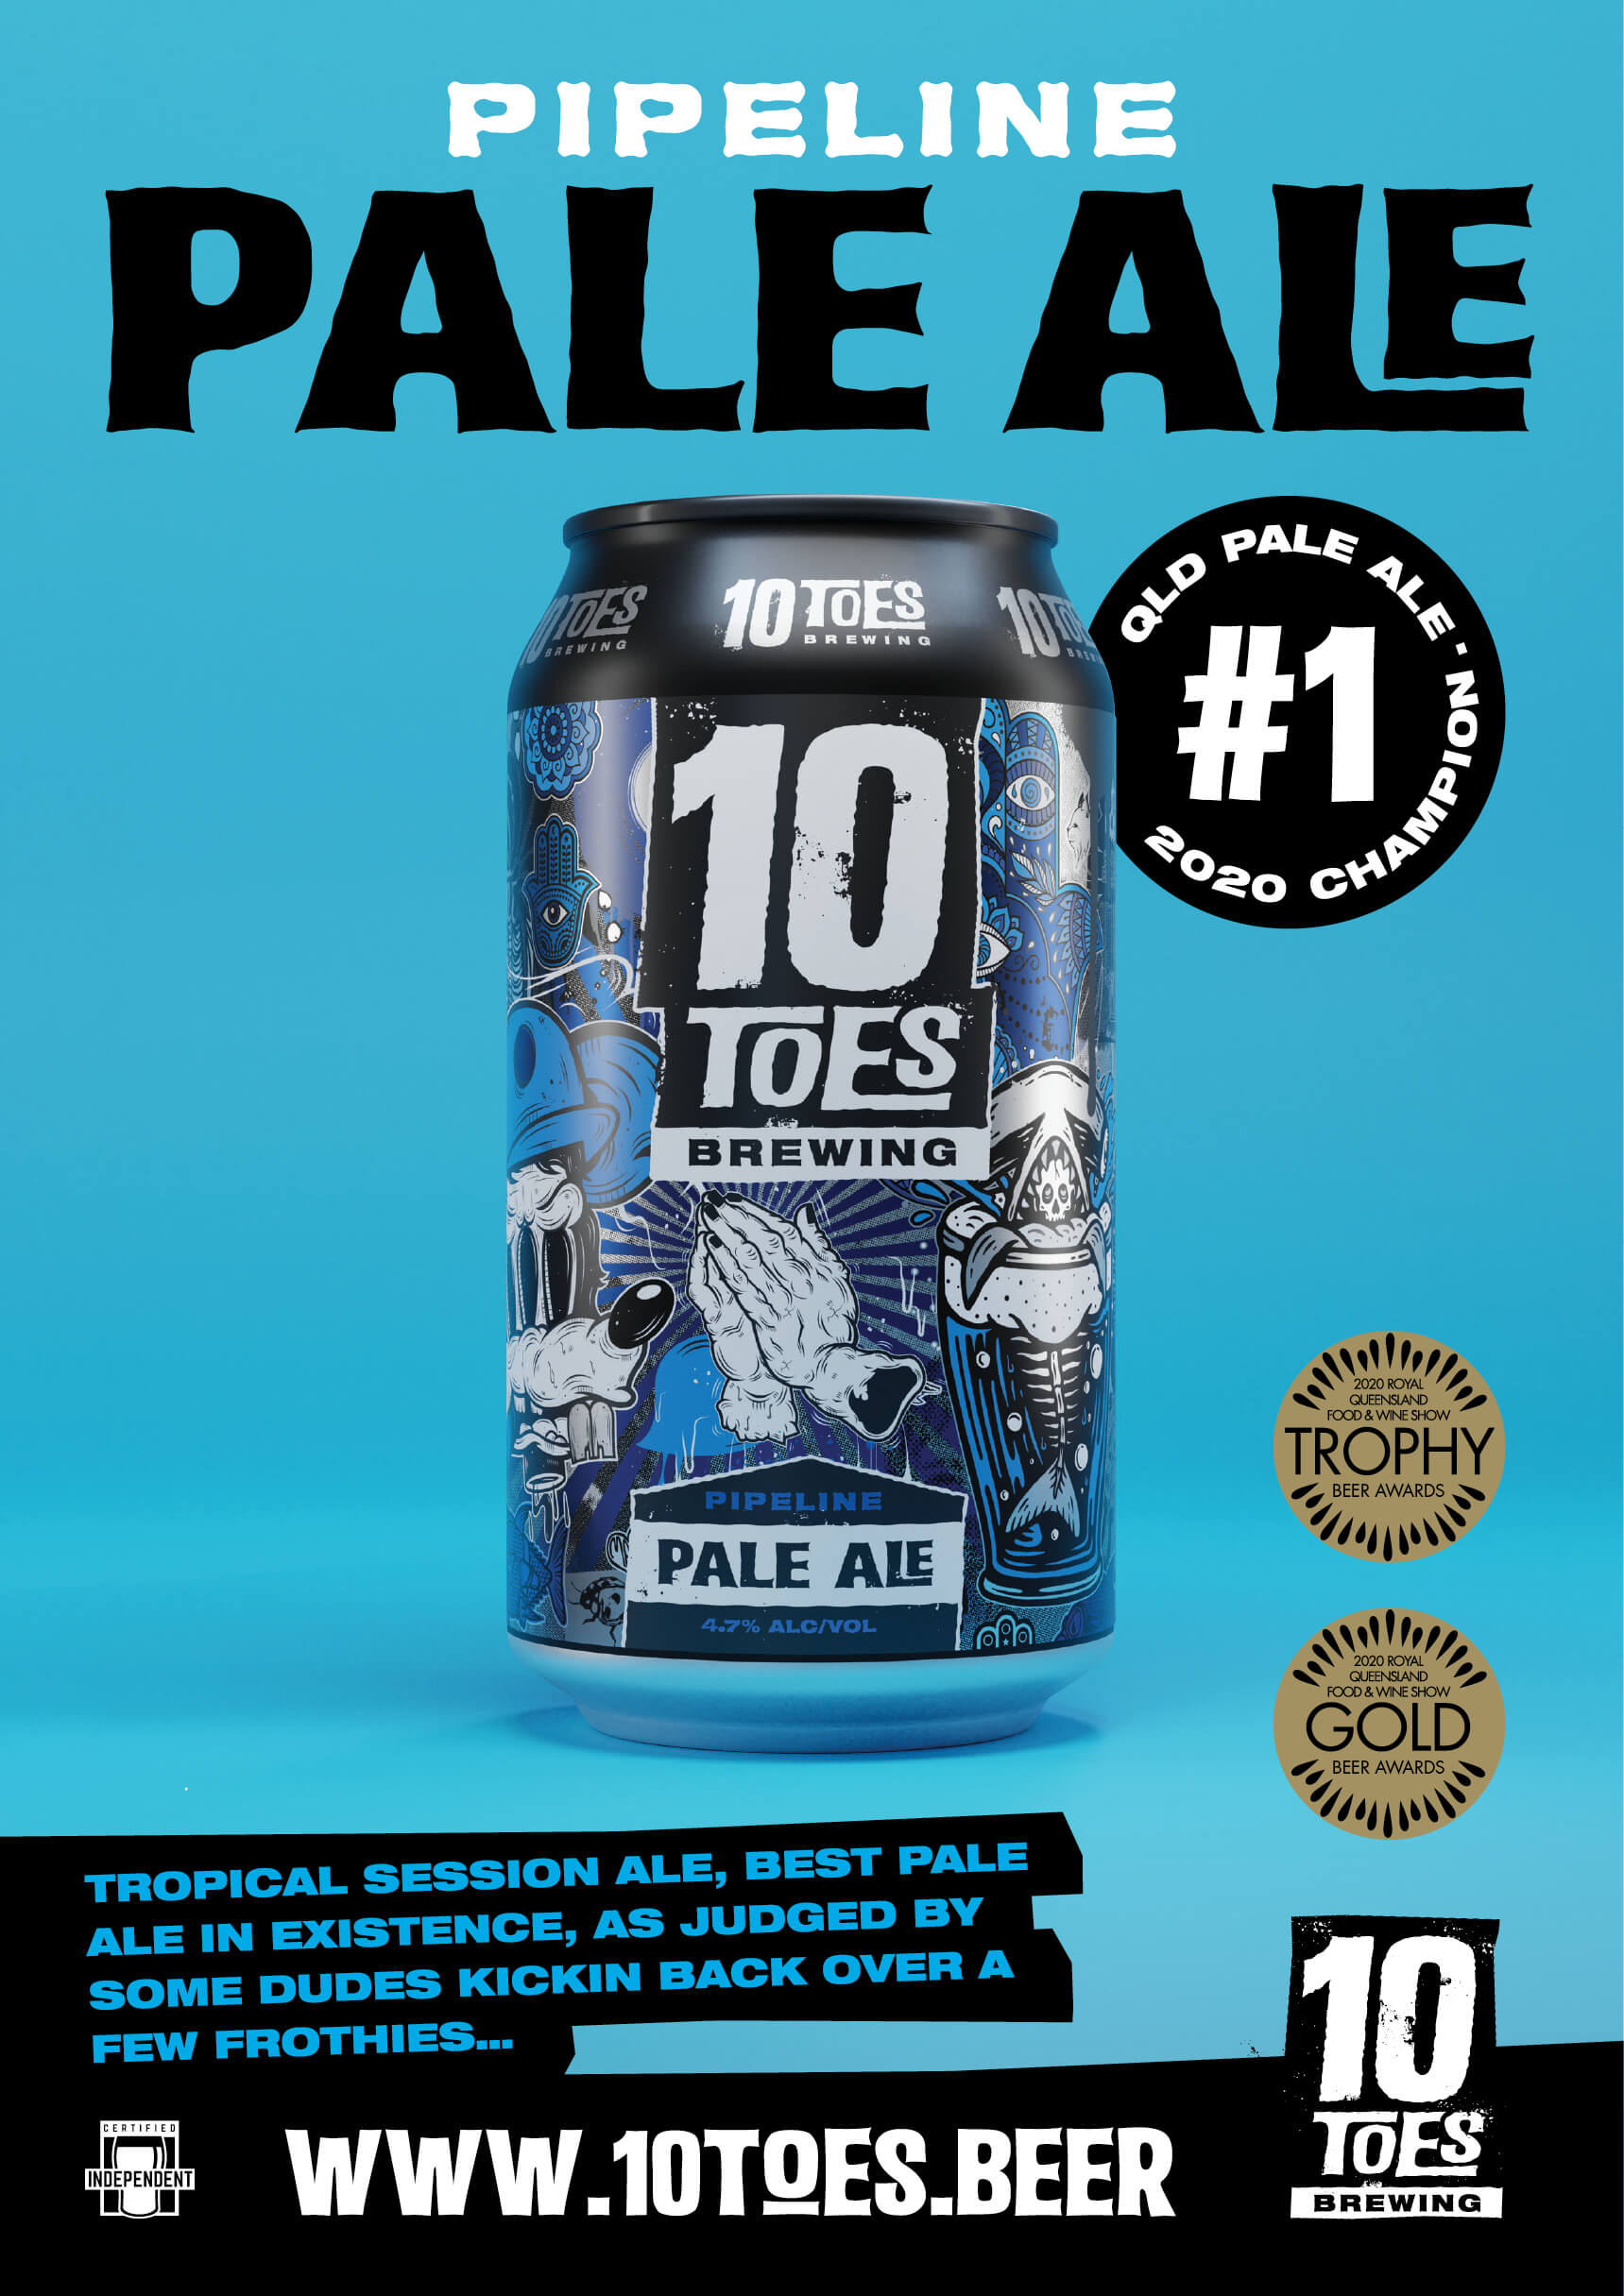 PIPELINE
PALE ALE
QLD PALE ALE · 2020 CHAMPION ·
#1
10 TOES
BREWING
10 TOES
BREWING
10 TOES
10
TOES
BREWING
PIPELINE
PALE ALE
4.7% ALC/VOL
2020 ROYAL
QUEENSLAND
FOOD & WINE SHOW
TROPHY
BEER AWARDS
2020 ROYAL
QUEENSLAND
FOOD & WINE SHOW
GOLD
BEER AWARDS
TROPICAL SESSION ALE, BEST PALE
ALE IN EXISTENCE, AS JUDGED BY
SOME DUDES KICKIN BACK OVER A
FEW FROTHIES...
CERTIFIED
INDEPENDENT
WWW.10TOES.BEER
10
TOES
BREWING